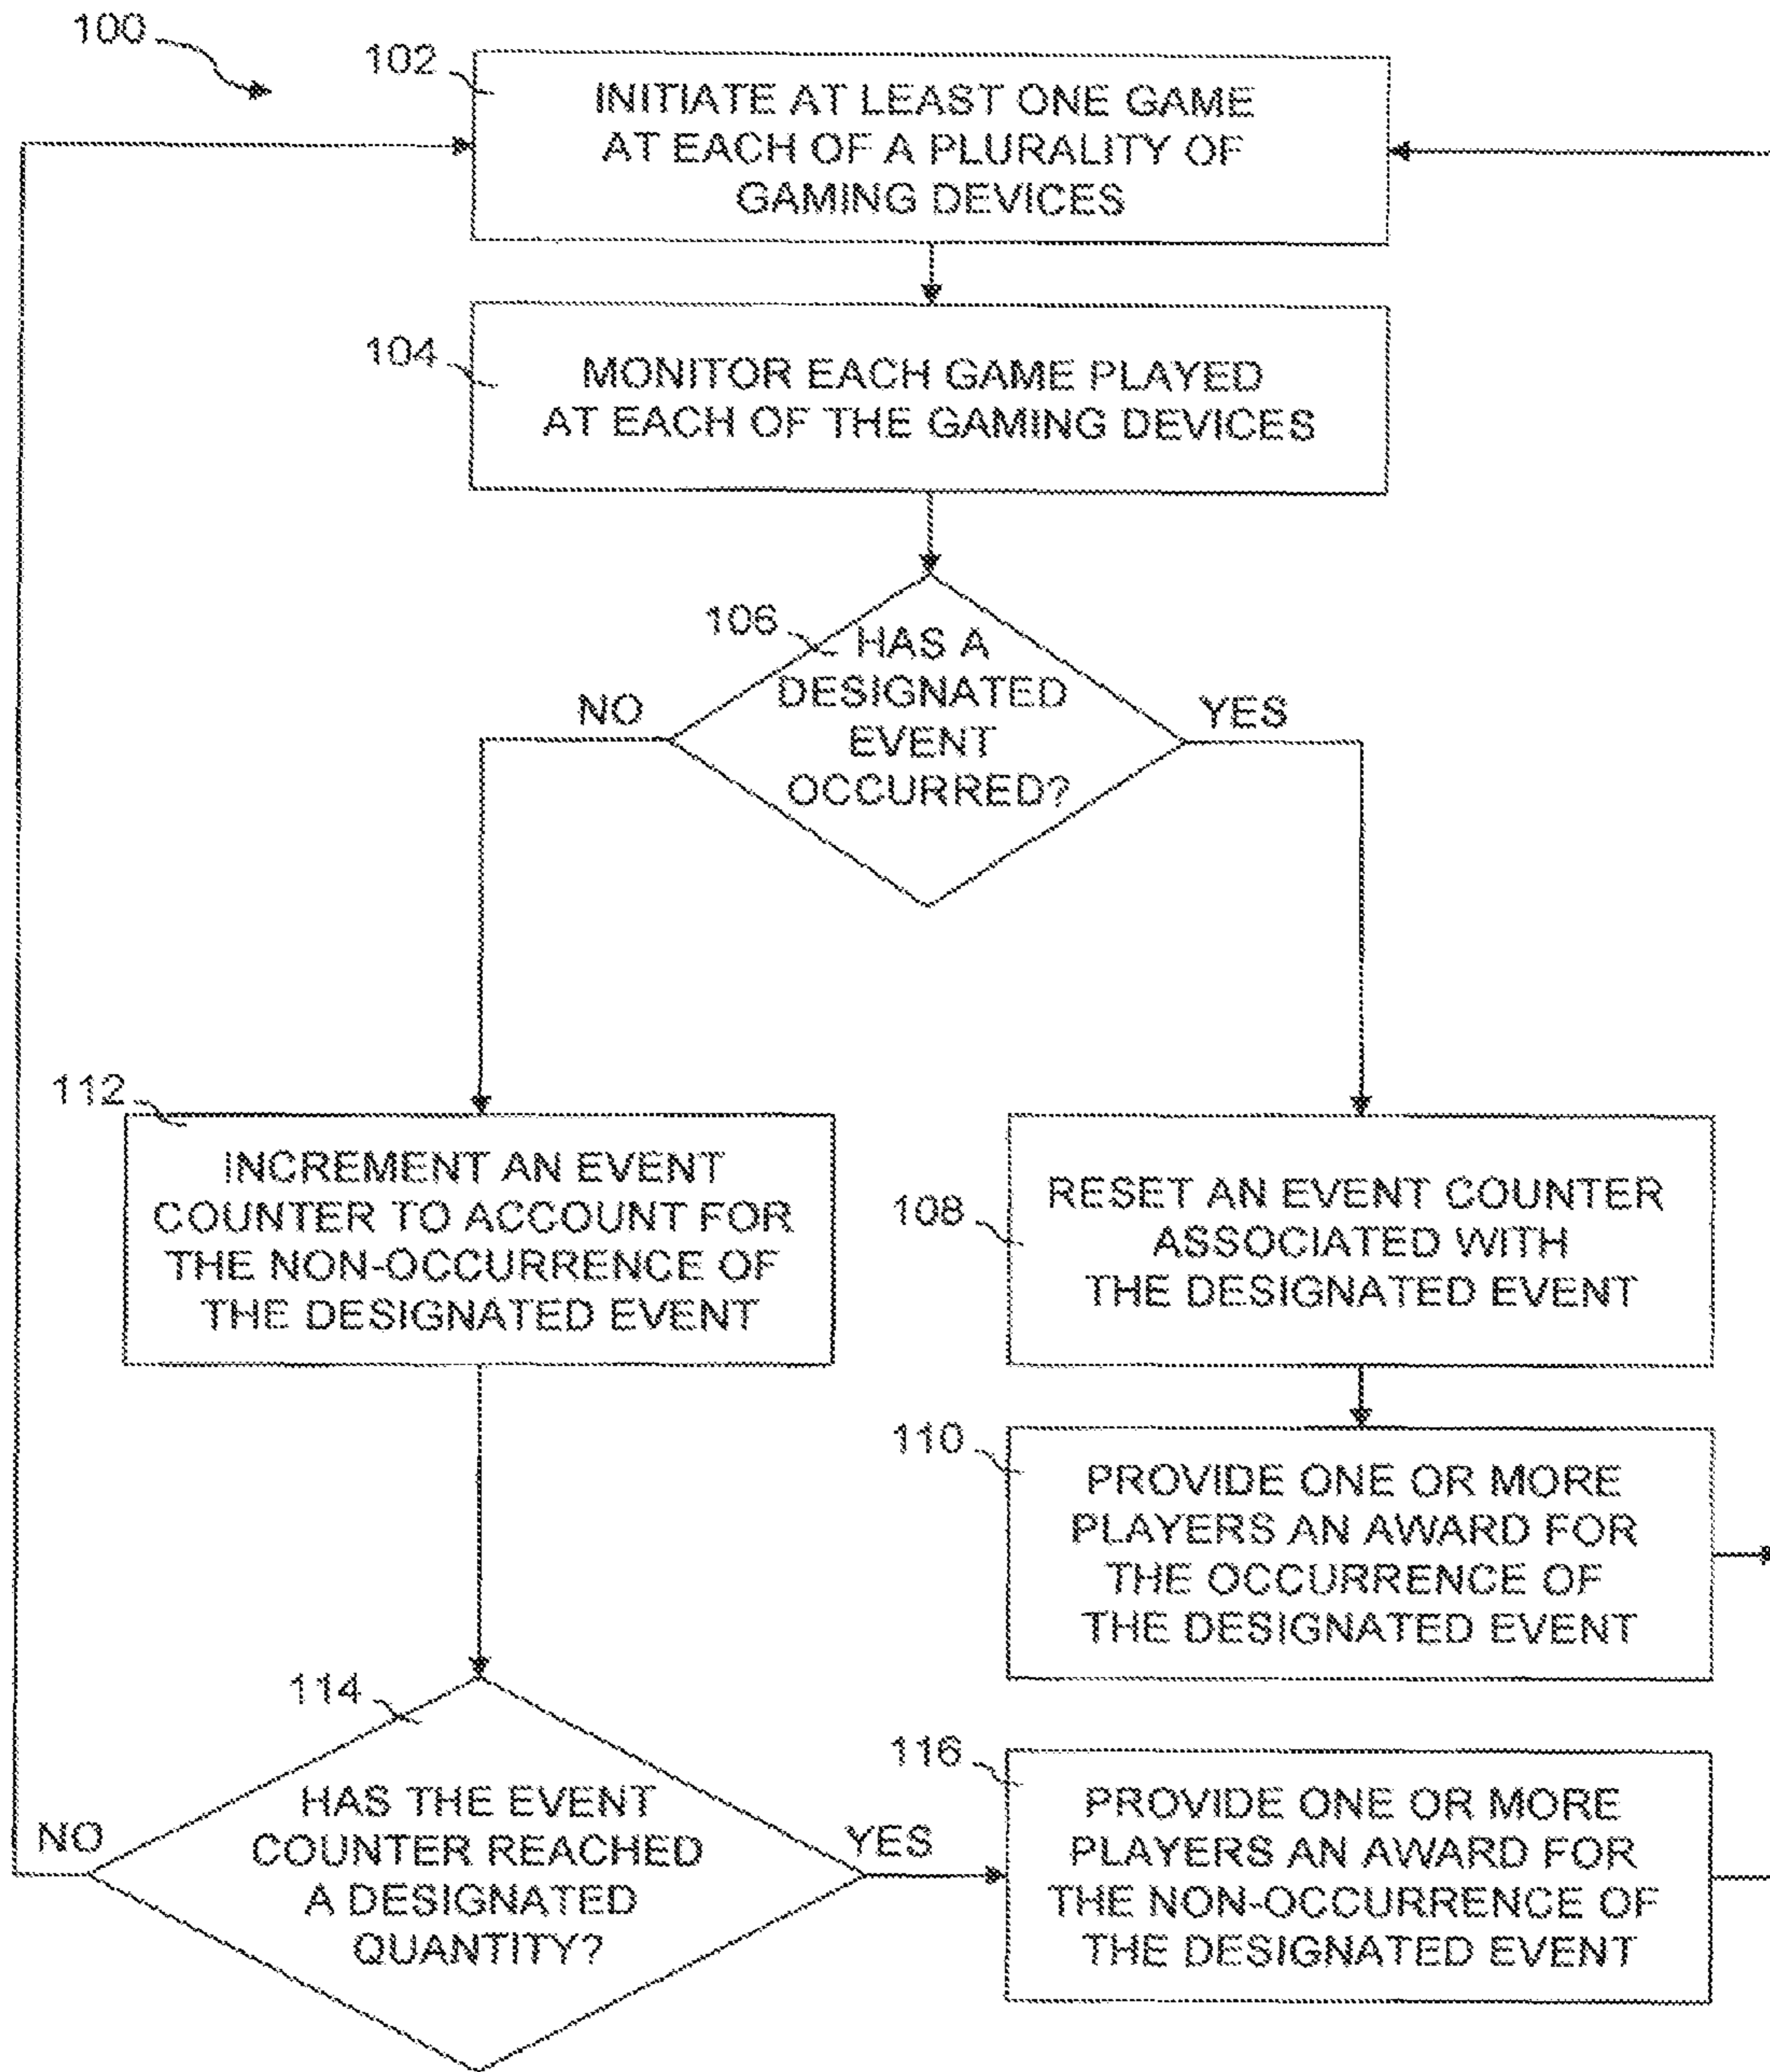 100
102
INITIATE AT LEAST ONE GAME
AT EACH OF A PLURALITY OF
GAMING DEVICES
104
MONITOR EACH GAME PLAYED
AT EACH OF THE GAMING DEVICES
106
HAS A
DESIGNATED
EVENT
OCCURRED?
NO
YES
112
INCREMENT AN EVENT
COUNTER TO ACCOUNT FOR
THE NON-OCCURRENCE OF
THE DESIGNATED EVENT
108
RESET AN EVENT COUNTER
ASSOCIATED WITH
THE DESIGNATED EVENT
110
PROVIDE ONE OR MORE
PLAYERS AN AWARD FOR
THE OCCURRENCE OF
THE DESIGNATED EVENT
114
HAS THE EVENT
COUNTER REACHED
A DESIGNATED
QUANTITY?
NO
YES
116
PROVIDE ONE OR MORE
PLAYERS AN AWARD FOR
THE NON-OCCURRENCE OF
THE DESIGNATED EVENT